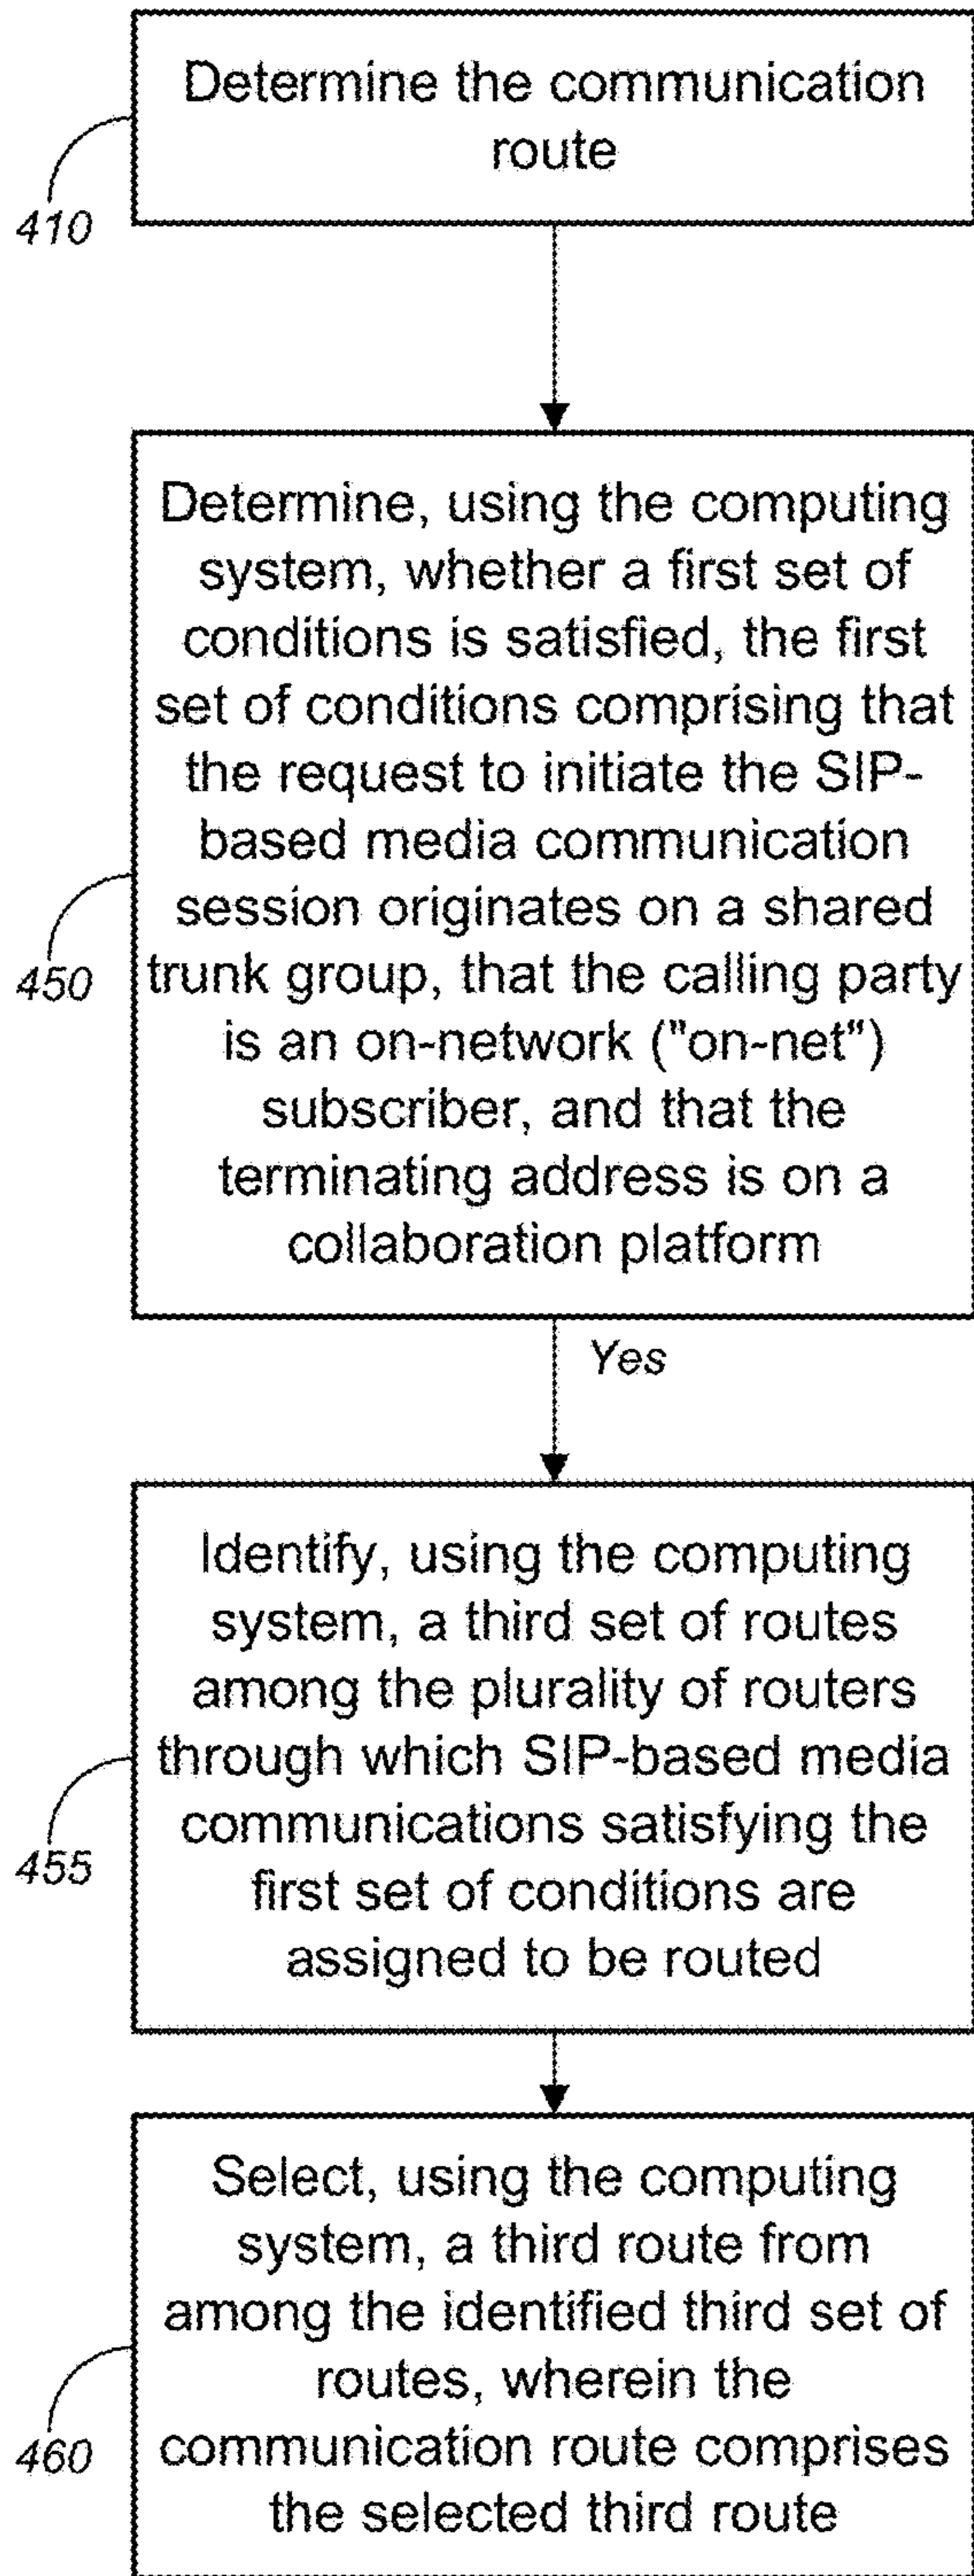 Determine the communication
route
410
Determine, using the computing
system, whether a first set of
conditions is satisfied, the first
set of conditions comprising that
the request to initiate the SIP-
based media communication
session originates on a shared
trunk group, that the calling party
is an on-network ("on-net")
subscriber, and that the
terminating address is on a
collaboration platform
450
Yes
Identify, using the computing
system, a third set of routes
among the plurality of routers
through which SIP-based media
communications satisfying the
first set of conditions are
assigned to be routed
455
Select, using the computing
system, a third route from
among the identified third set of
routes, wherein the
communication route comprises
the selected third route
460